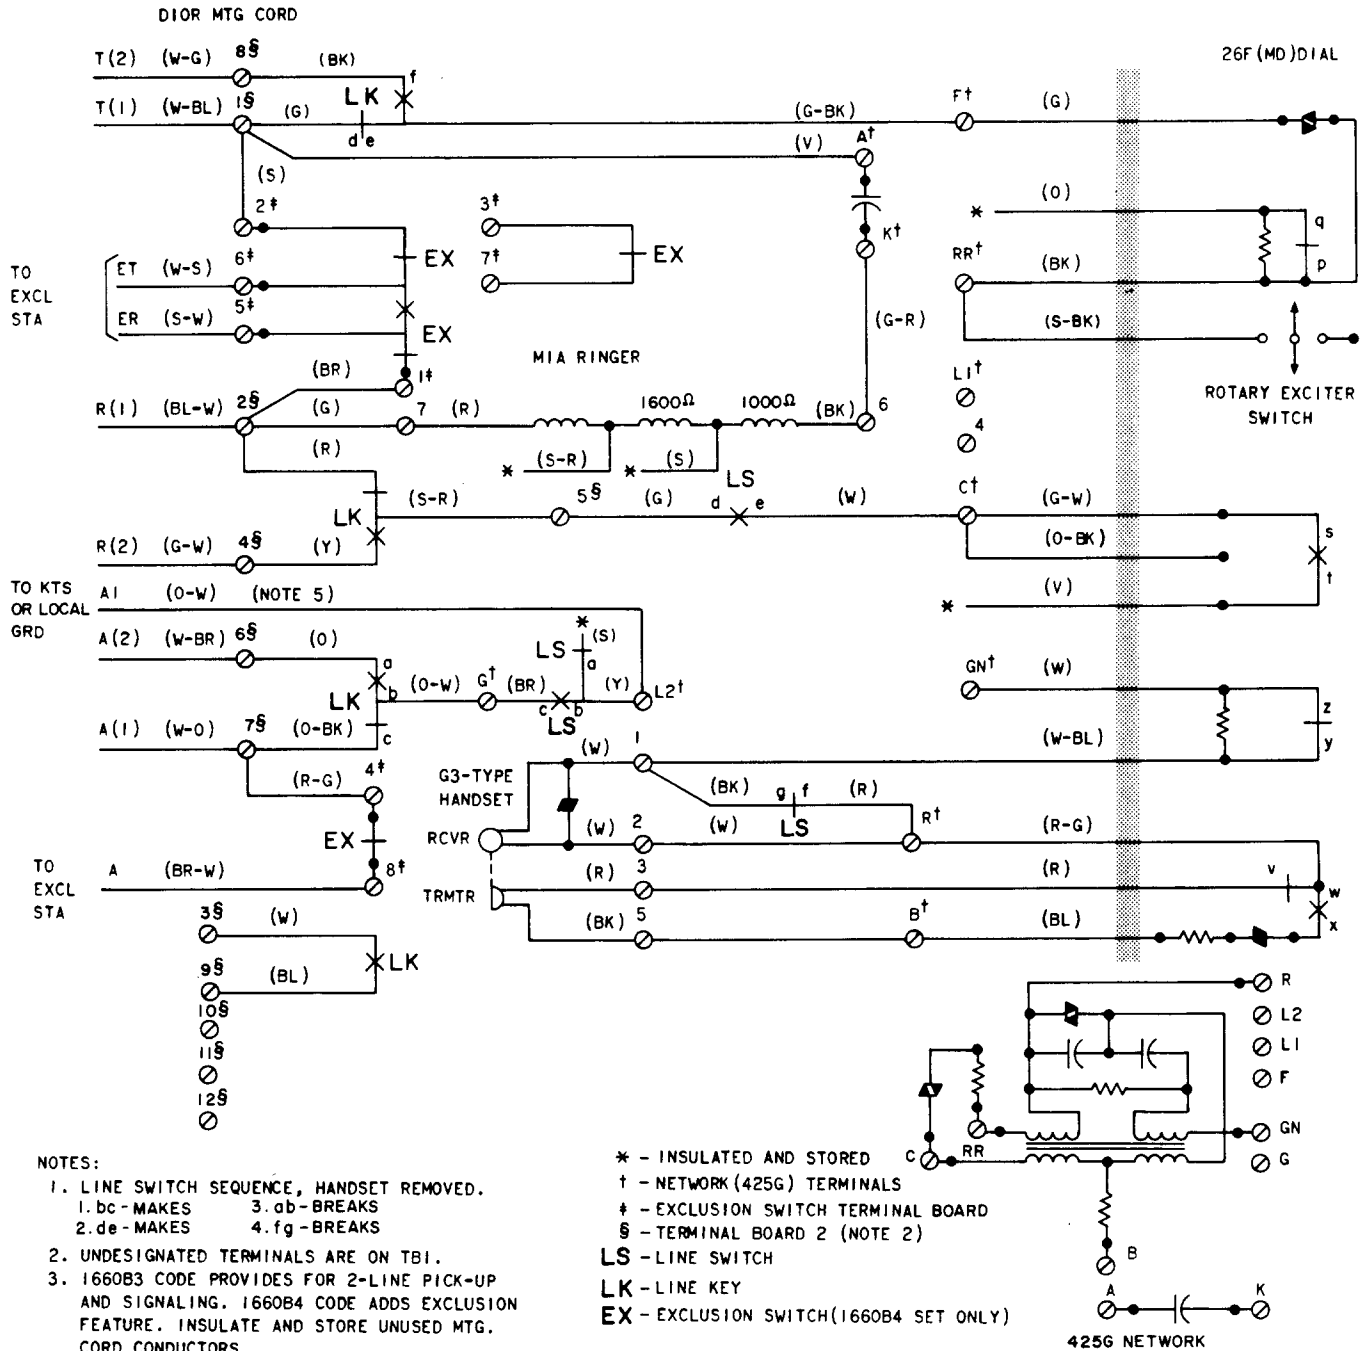 DIOR MTG CORD
26F(MD)DIAL
T(2) (W-G) 8§ (BK) f
T(1) (W-BL) 1§ (G) LK d e (G-BK) F† (G)
(V) A†
(S)
2‡ 3‡ (O) q
* K† p
EX EX
TO EXCL STA
ET (W-S) 6‡ 7‡ RR† (BK)
ER (S-W) 5‡ EX (G-R) (S-BK)
MIA RINGER
(BR) 1‡ L1†
ROTARY EXCITER
SWITCH
R(1) (BL-W) 2§ (G) 7 (R) 1600Ω 1000Ω (BK) 6 4
(R) * (S-R) * (S)
LS
LK (S-R) 5§ (G) d e (W) C† (G-W) s
(O-BK) t
R(2) (G-W) 4§ (Y)
TO KTS
OR LOCAL
GRD
A1 (O-W) (NOTE 5) * (V)
A(2) (W-BR) 6§ (O) a * (S)
LS a
LK b (O-W) G† (BR) c b (Y) L2† GN† (W) z
LS y
A(1) (W-O) 7§ (O-BK) c (W-BL)
(R-G) 4‡
G3-TYPE
HANDSET
(W) 1 (BK) g f (R)
LS
EX RCVR (W) 2 (W) R† (R-G)
TO
EXCL
STA
A (BR-W) 8‡ TRMTR (R) 3 (R) v w
(BK) 5 B† (BL) x
3§ (W)
LK
9§ (BL)
10§
11§
12§
R
L2
L1
F
GN
G
C RR
B
A K
425G NETWORK
NOTES:
1. LINE SWITCH SEQUENCE, HANDSET REMOVED.
1. bc-MAKES 3. ab-BREAKS
2. de-MAKES 4. fg-BREAKS
2. UNDESIGNATED TERMINALS ARE ON TB1.
3. 1660B3 CODE PROVIDES FOR 2-LINE PICK-UP
AND SIGNALING. 1660B4 CODE ADDS EXCLUSION
FEATURE. INSULATE AND STORE UNUSED MTG.
CORD CONDUCTORS
* - INSULATED AND STORED
† - NETWORK (425G) TERMINALS
‡ - EXCLUSION SWITCH TERMINAL BOARD
§ - TERMINAL BOARD 2 (NOTE 2)
LS - LINE SWITCH
LK - LINE KEY
EX - EXCLUSION SWITCH(1660B4 SET ONLY)